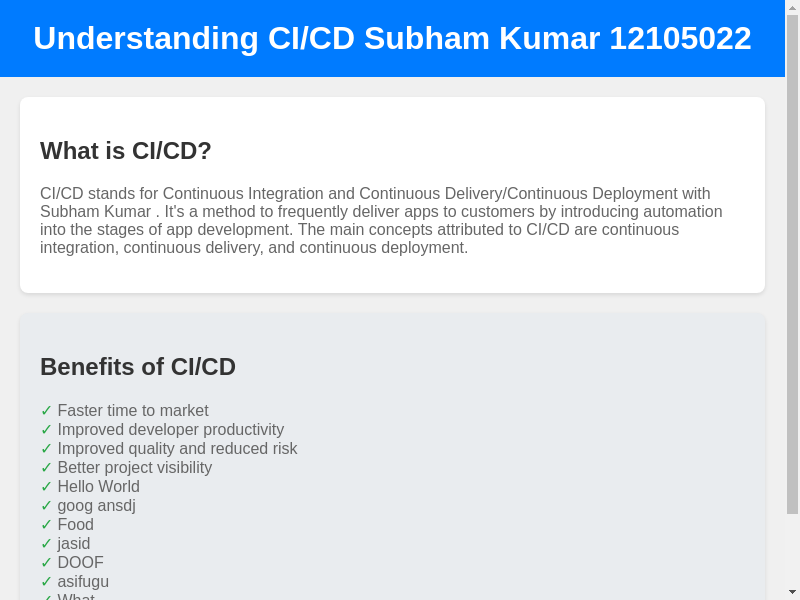 Understanding CI/CD Subham Kumar 12105022
What is CI/CD?
CI/CD stands for Continuous Integration and Continuous Delivery/Continuous Deployment with
Subham Kumar . It's a method to frequently deliver apps to customers by introducing automation
into the stages of app development. The main concepts attributed to CI/CD are continuous
integration, continuous delivery, and continuous deployment.
Benefits of CI/CD
✓ Faster time to market
✓ Improved developer productivity
✓ Improved quality and reduced risk
✓ Better project visibility
✓ Hello World
✓ goog ansdj
✓ Food
✓ jasid
✓ DOOF
✓ asifugu
✓ What